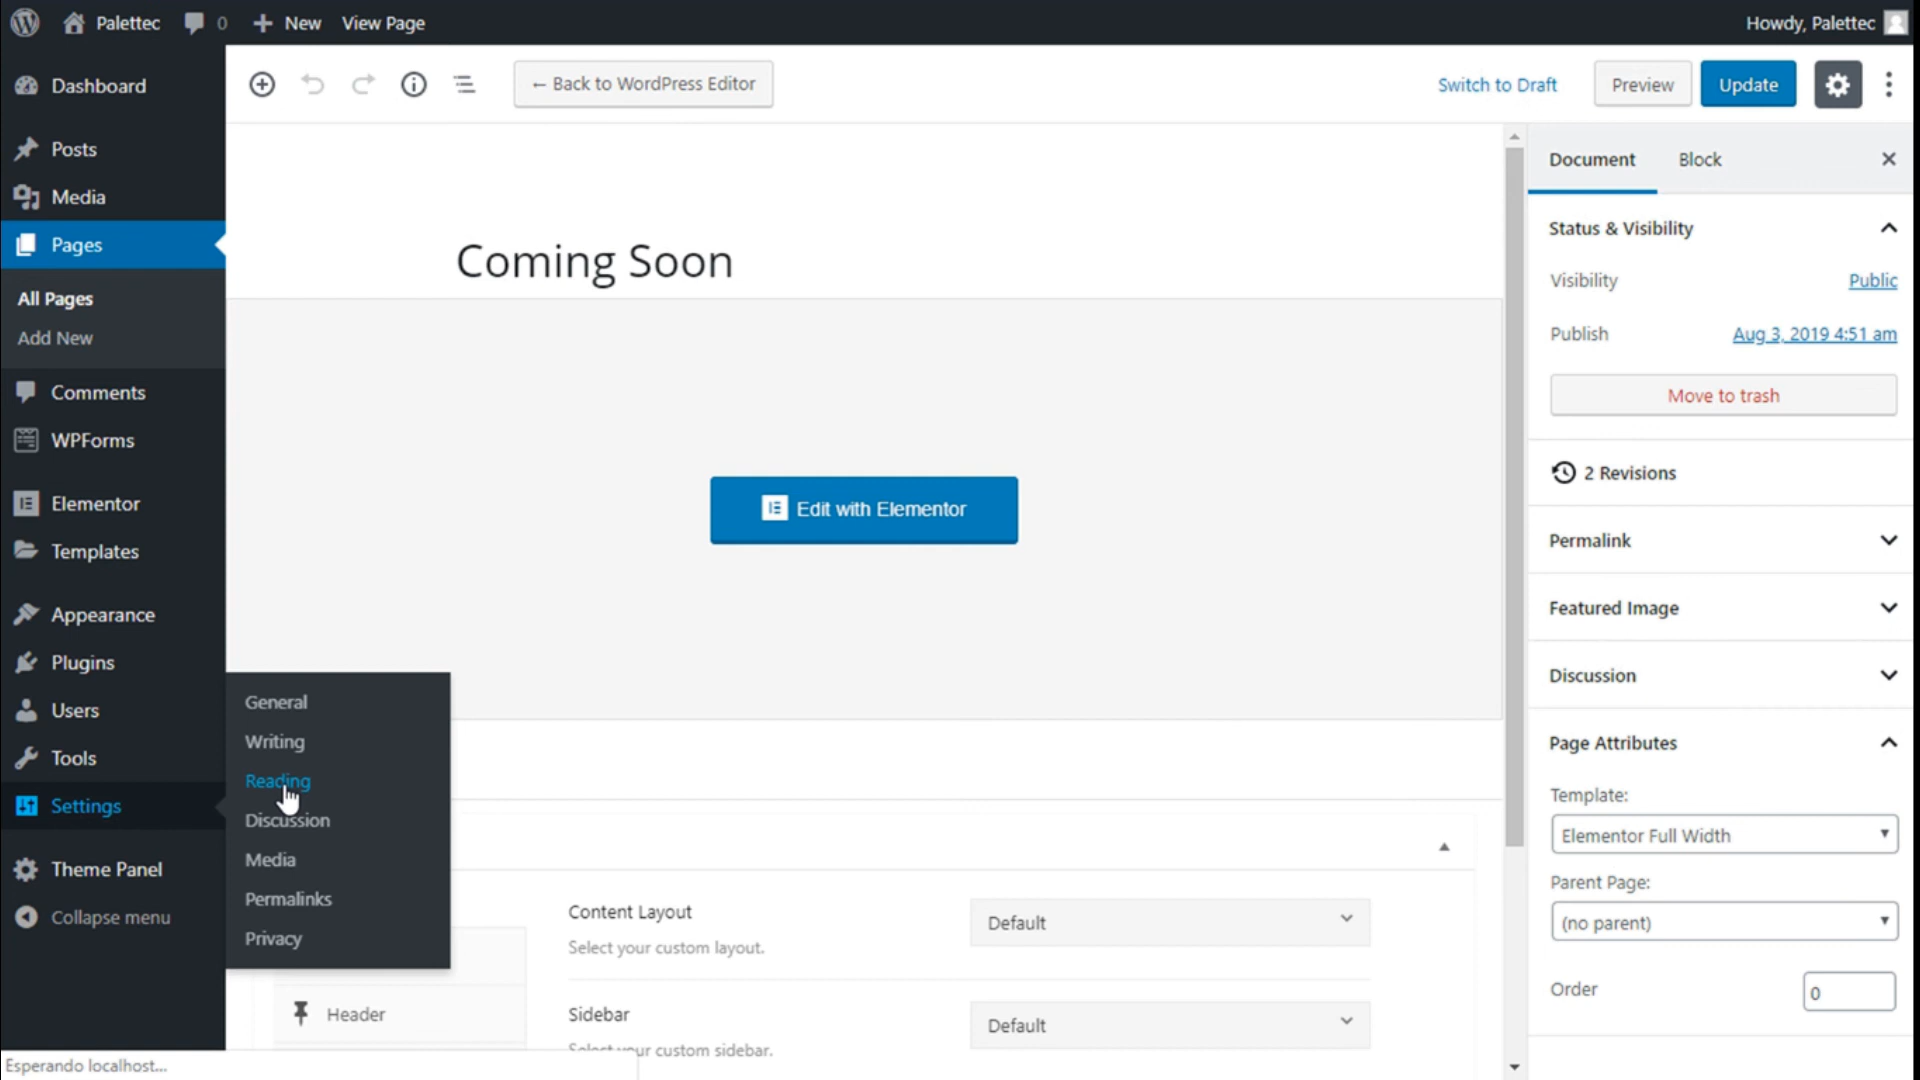 Palettec 0 New View Page Howdy, Palettec
Dashboard
Posts
Media
Pages
All Pages
Add New
Comments
WPForms
Elementor
Templates
Appearance
Plugins
Users
Tools
Settings
Theme Panel
Collapse menu
General
Writing
Reading
Discussion
Media
Permalinks
Privacy
← Back to WordPress Editor Switch to Draft Preview Update
Coming Soon
Edit with Elementor
Content Layout Default
Select your custom layout.
Header
Sidebar Default
Select your custom sidebar.
Document Block
Status & Visibility
Visibility Public
Publish Aug 3, 2019 4:51 am
Move to trash
2 Revisions
Permalink
Featured Image
Discussion
Page Attributes
Template:
Elementor Full Width
Parent Page:
(no parent)
Order 0
Esperando localhost...